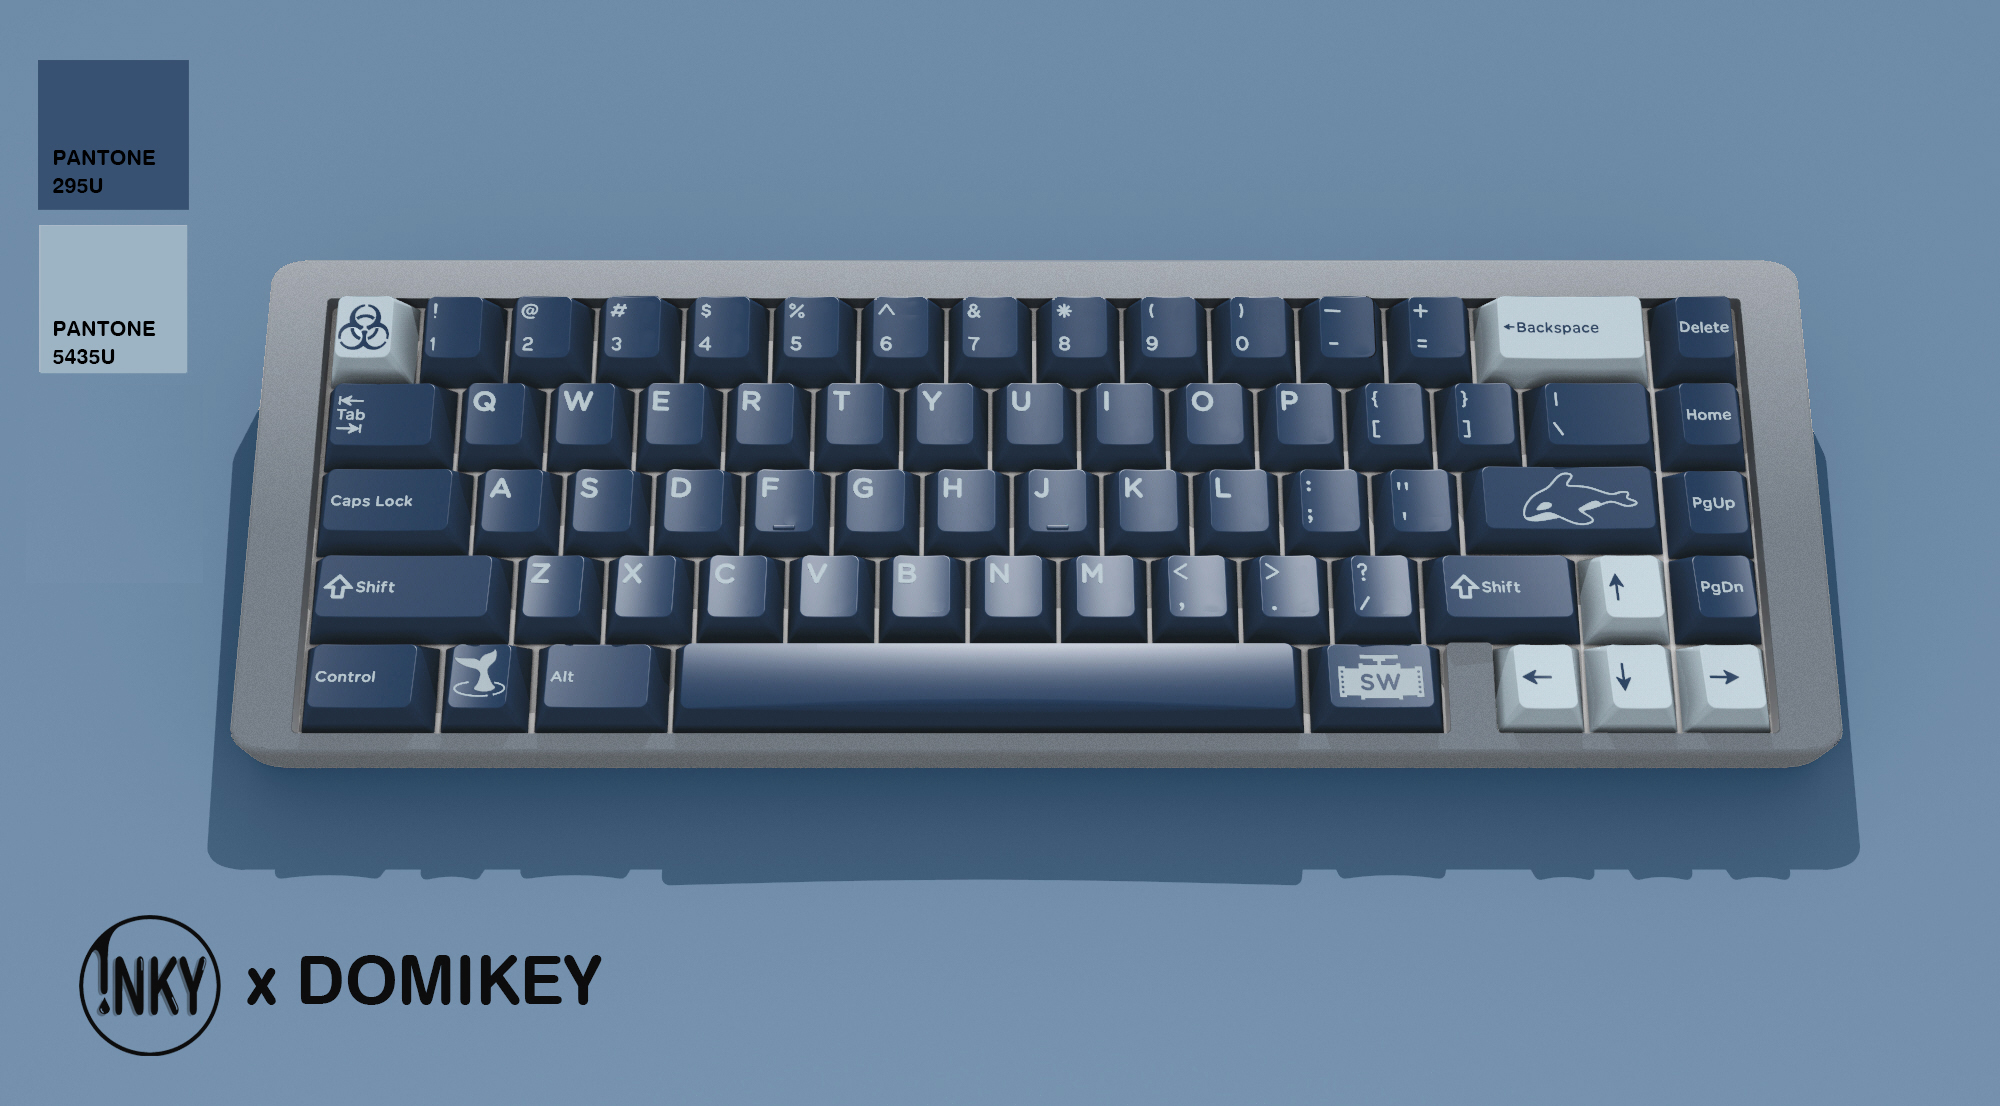 PANTONE
295U
PANTONE
5435U
! @ # $ % ^ & * ( ) — +
1 2 3 4 5 6 7 8 9 0 - =
←Backspace
Delete
⇤
Tab
⇥
Q W E R T Y U I O P { } |
[ ] \
Home
Caps Lock
A S D F G H J K L : "
; '
PgUp
⇧Shift
Z X C V B N M < > ?
, . /
⇧Shift
↑
PgDn
Control
Alt
SW
← ↓ →
!NKY x DOMIKEY